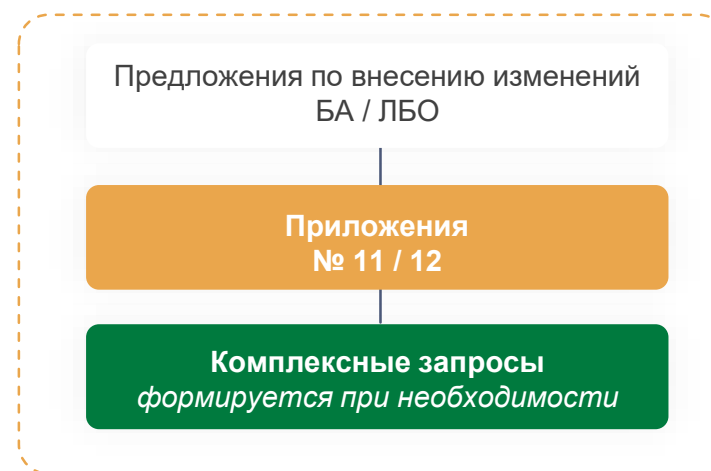 Предложения по внесению изменений
БА / ЛБО
Приложения
№ 11 / 12
Комплексные запросы
формируется при необходимости